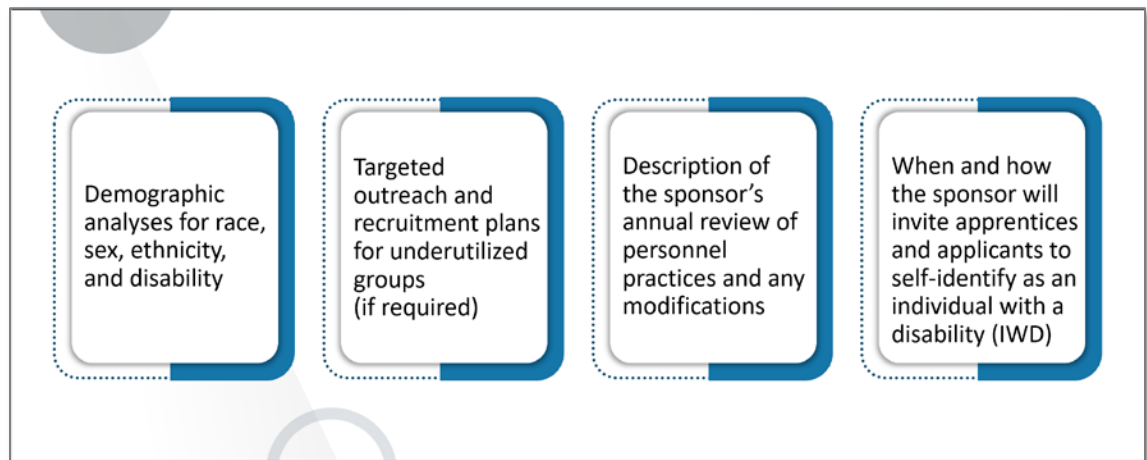 Demographic
analyses for race,
sex, ethnicity,
and disability
Targeted
outreach and
recruitment plans
for underutilized
groups
(if required)
Description of
the sponsor’s
annual review of
personnel
practices and any
modifications
When and how
the sponsor will
invite apprentices
and applicants to
self-identify as an
individual with a
disability (IWD)